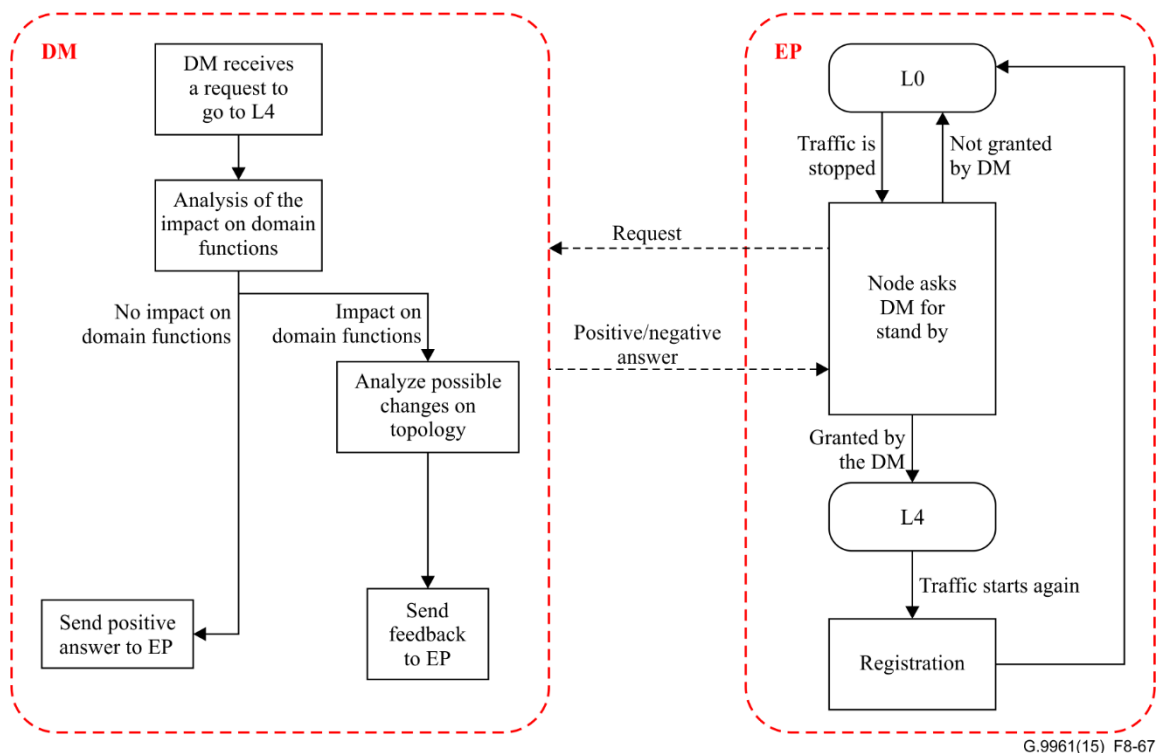 DM
DM receives
a request to
go to L4
Analysis of the
impact on domain
functions
No impact on
domain functions
Impact on
domain functions
Analyze possible
changes on
topology
Send positive
answer to EP
Send
feedback
to EP
Request
Positive/negative
answer
EP
L0
Traffic is
stopped
Not granted
by DM
Node asks
DM for
stand by
Granted by
the DM
L4
Traffic starts again
Registration
G.9961(15)_F8-67